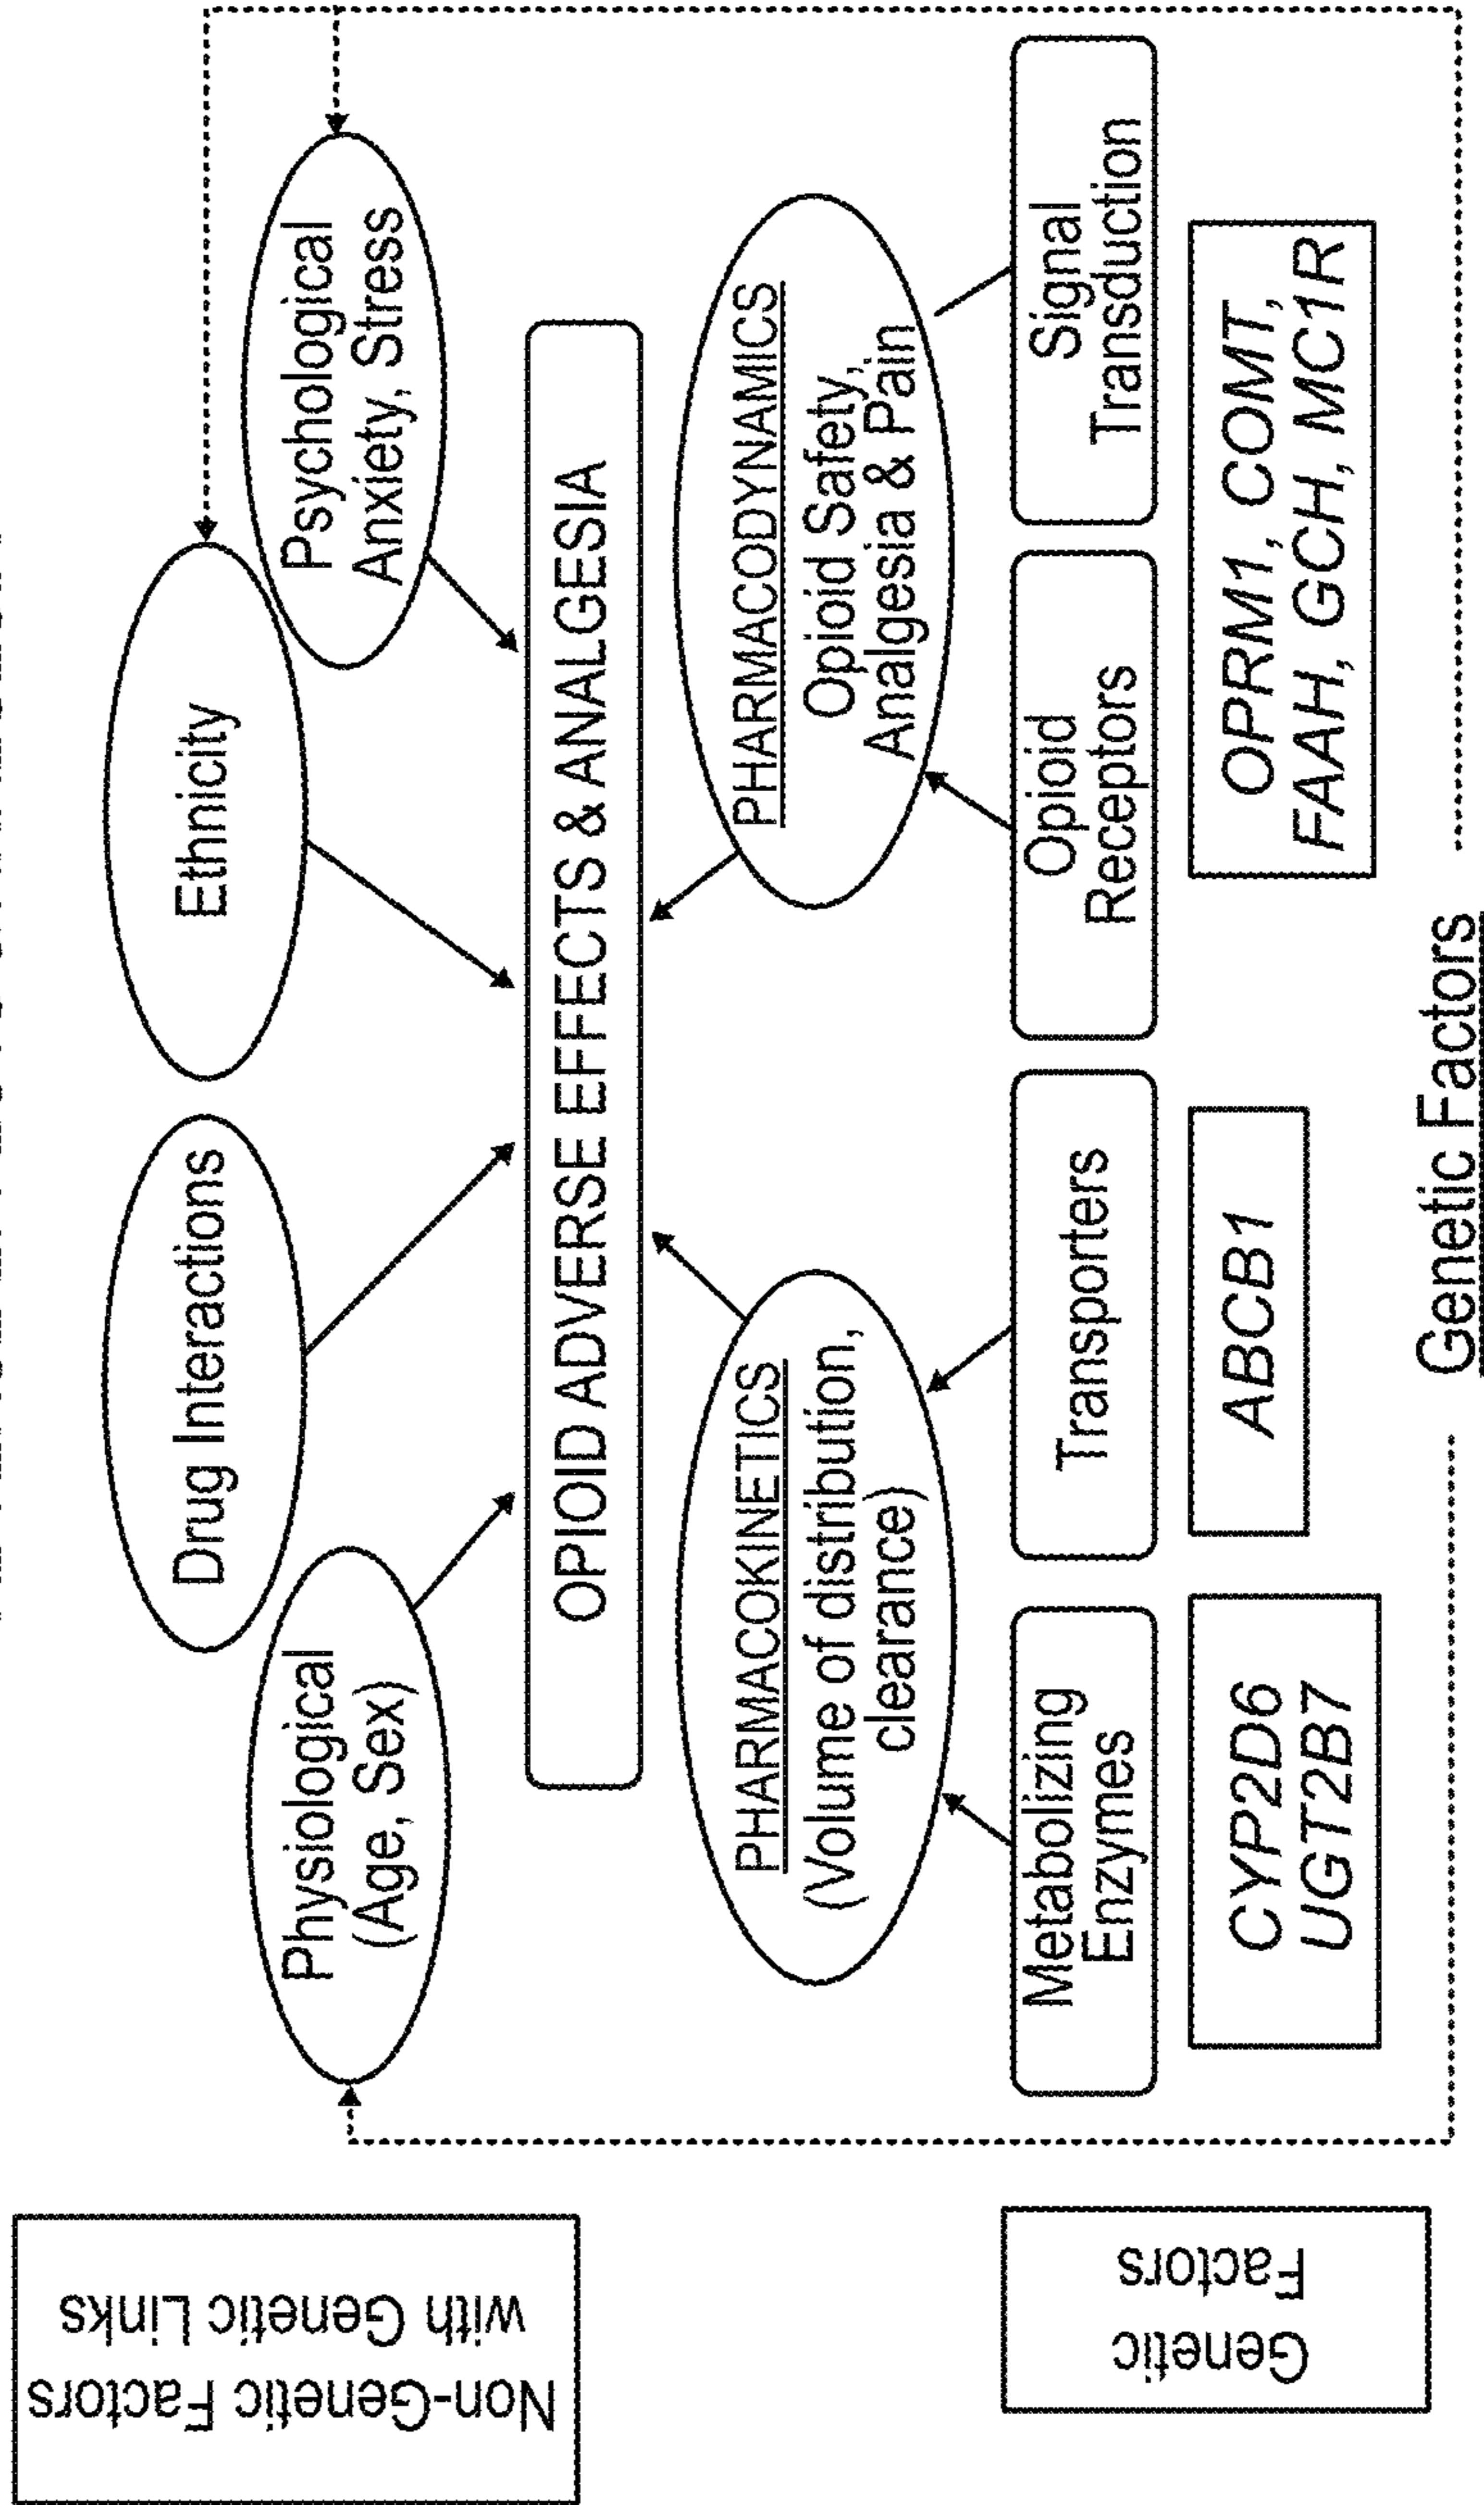 Non-Genetic Factors
with Genetic Links
Drug Interactions
Ethnicity
Physiological
(Age, Sex)
Psychological
Anxiety, Stress
OPIOID ADVERSE EFFECTS & ANALGESIA
PHARMACOKINETICS
(Volume of distribution,
clearance)
PHARMACODYNAMICS
Opioid Safety,
Analgesia & Pain
Genetic
Factors
Metabolizing
Enzymes
Transporters
Opioid
Receptors
Signal
Transduction
CYP2D6
UGT2B7
ABCB1
OPRM1, COMT,
FAAH, GCH, MC1R
Genetic Factors